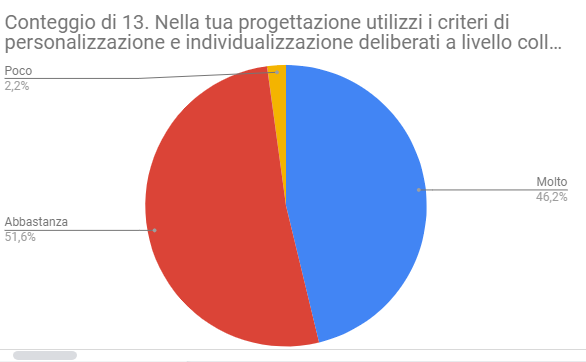 Conteggio di 13. Nella tua progettazione utilizzi i criteri di
personalizzazione e individualizzazione deliberati a livello coll…
Poco
2,2%
Molto
46,2%
Abbastanza
51,6%